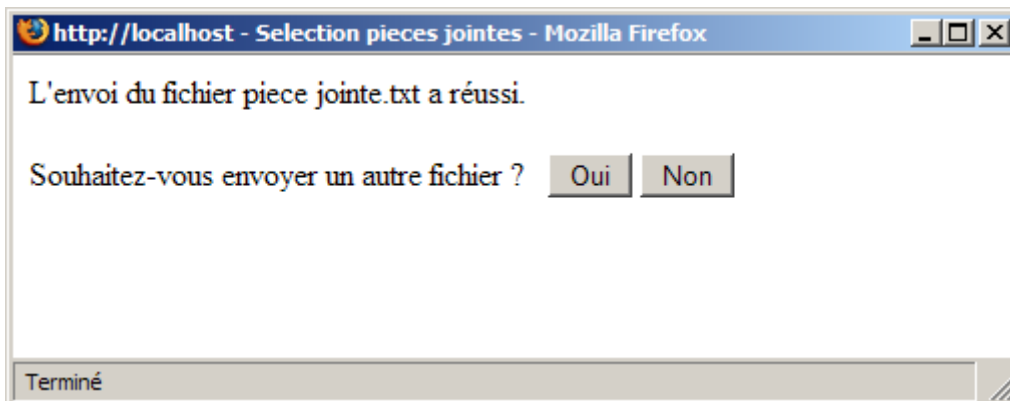 http://localhost - Selection pieces jointes - Mozilla Firefox
L'envoi du fichier piece jointe.txt a réussi.
Souhaitez-vous envoyer un autre fichier ? Oui Non
Terminé